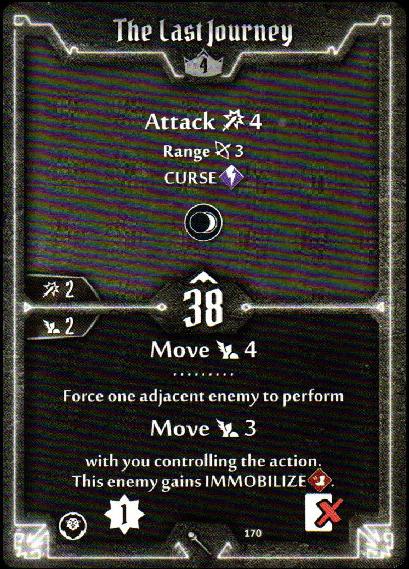 The Last Journey
4
Attack 4
Range 3
CURSE
2
38
2
Move 4
.........
Force one adjacent enemy to perform
Move 3
with you controlling the action.
This enemy gains IMMOBILIZE .
1
170